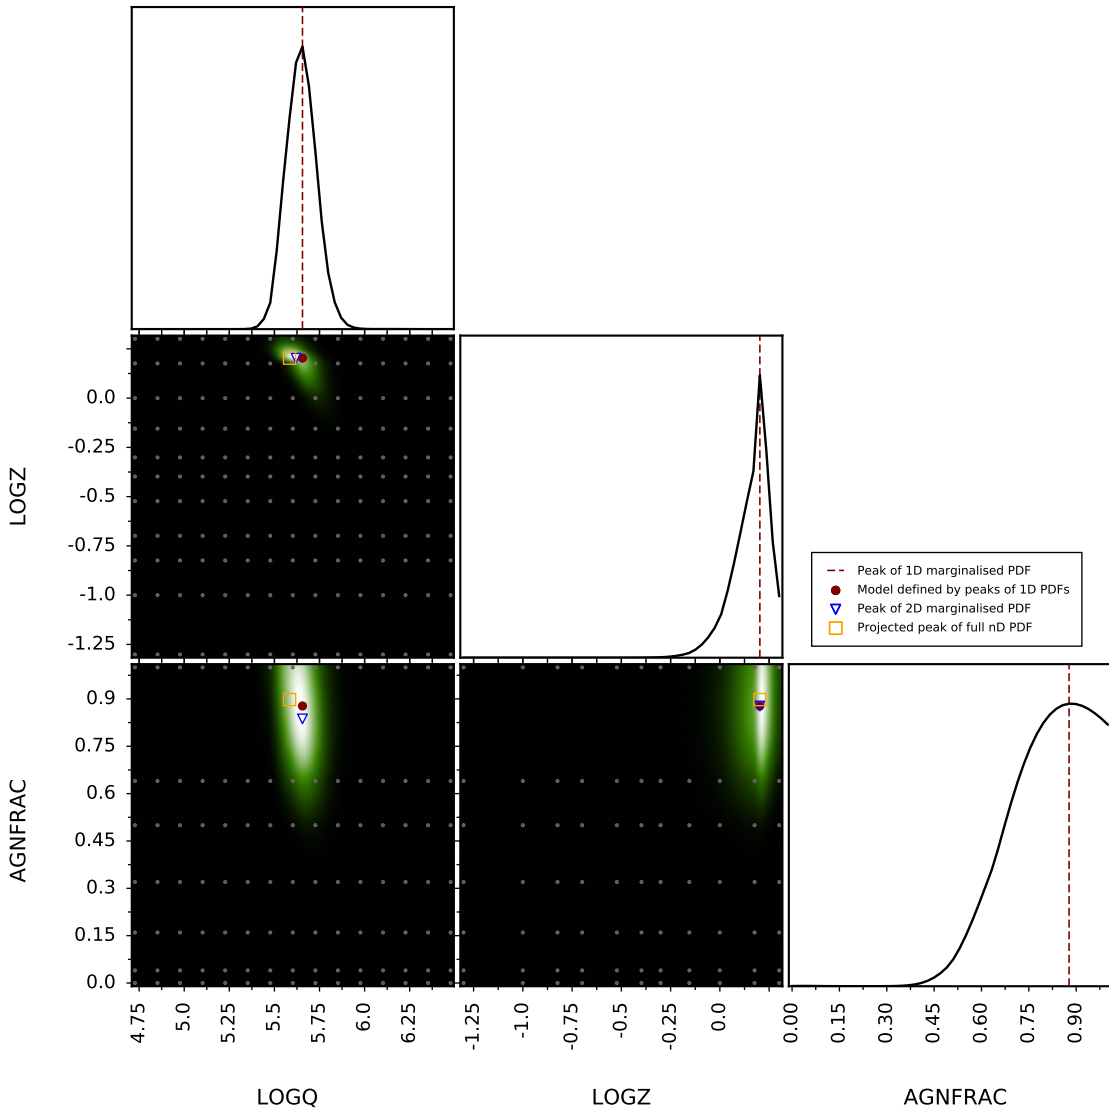 LOGZ
0.0
-0.25
-0.5
-0.75
-1.0
-1.25
Peak of 1D marginalised PDF
Model defined by peaks of 1D PDFs
Peak of 2D marginalised PDF
Projected peak of full nD PDF
AGNFRAC
0.9
0.75
0.6
0.45
0.3
0.15
0.0
4.75 5.0 5.25 5.5 5.75 6.0 6.25
-1.25 -1.0 -0.75 -0.5 -0.25 0.0
0.00 0.15 0.30 0.45 0.60 0.75 0.90
LOGQ LOGZ AGNFRAC